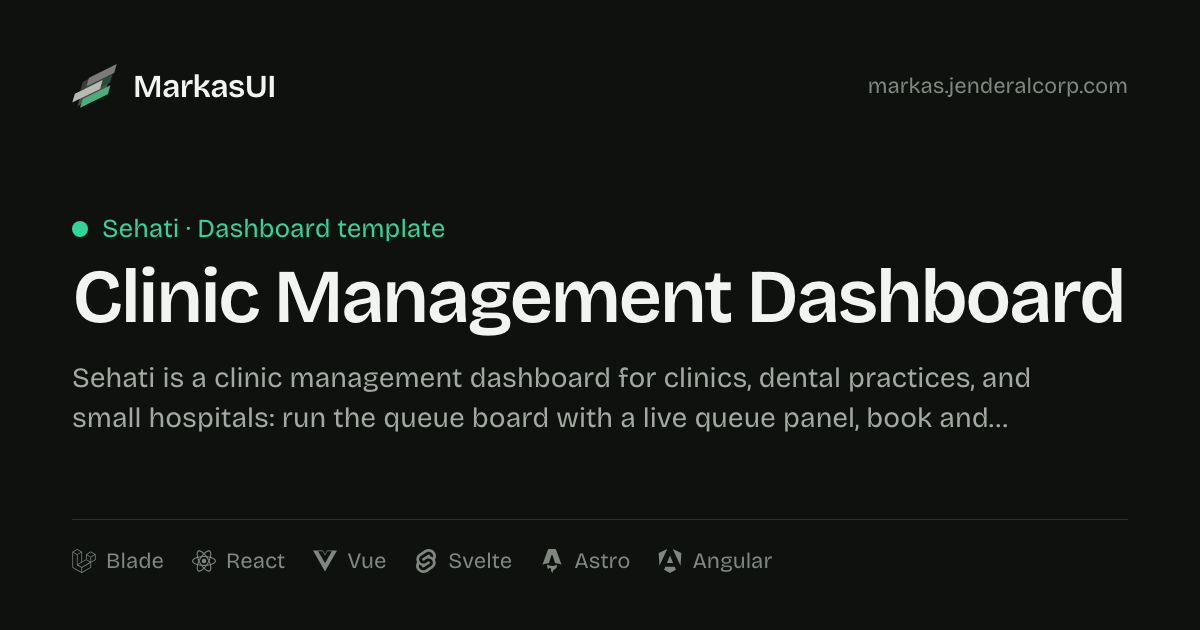 MarkasUI
markas.jenderalcorp.com
Sehati · Dashboard template
Clinic Management Dashboard
Sehati is a clinic management dashboard for clinics, dental practices, and
small hospitals: run the queue board with a live queue panel, book and...
Blade React Vue Svelte Astro Angular